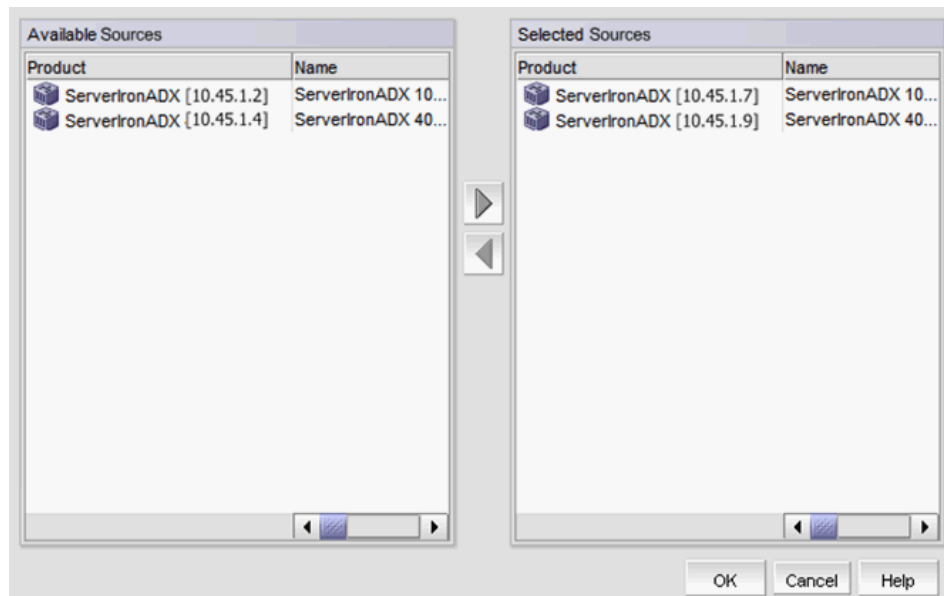 Available Sources
Product Name
ServerIronADX [10.45.1.2] ServerIronADX 10...
ServerIronADX [10.45.1.4] ServerIronADX 40...
Selected Sources
Product Name
ServerIronADX [10.45.1.7] ServerIronADX 10...
ServerIronADX [10.45.1.9] ServerIronADX 40...
OK Cancel Help